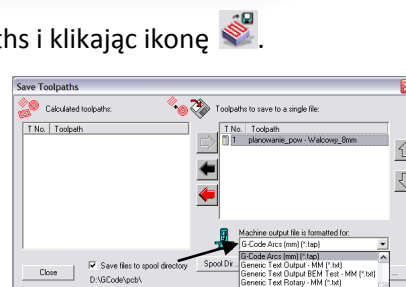 ths i klikając ikonę .
Save Toolpaths
Calculated toolpaths:
Toolpaths to save to a single file:
T No. Toolpath
T No. Toolpath
1 planowanie_pow - Walcowy_8mm
Machine output file is formatted for:
G-Code Arcs (mm) (*.tap)
G-Code Arcs (mm) (*.tap)
Generic Text Output - MM (*.txt)
Generic Text Output BEM Test - MM (*.txt)
Generic Text Rotary - MM (*.txt)
Save files to spool directory
Spool Dir...
Close
D:\GCode\pcb\